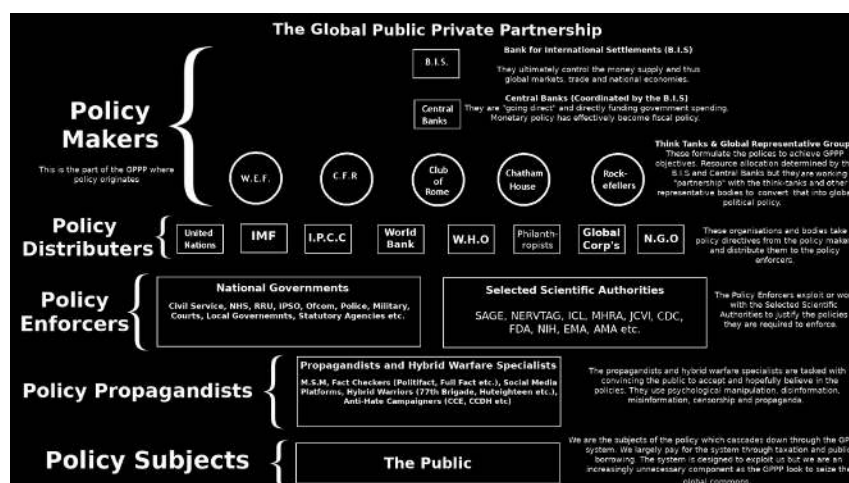 The Global Public Private Partnership
Policy
Makers
This is the part of the GPPP where
policy originates
B.I.S.
Bank for International Settlements (B.I.S)
They ultimately control the money supply and thus
global markets, trade and national economies.
Central
Banks
Central Banks (Coordinated by the B.I.S)
They are "going direct" and directly funding government spending.
Monetary policy has effectively become fiscal policy.
W.E.F.
C.F.R
Club
of
Rome
Chatham
House
Rock-
efellers
Think Tanks & Global Representative Group
These formulate the polices to achieve GPPP
objectives. Resource allocation determined by the
B.I.S and Central Banks but they are working
"partnership" with the think-tanks and other
representative bodies to convert that into global
political policy.
Policy
Distributers
United
Nations
IMF
I.P.C.C
World
Bank
W.H.O
Philanth-
ropists
Global
Corp's
N.G.O
These organisations and bodies take
policy directives from the policy maker
and distribute them to the policy
enforcers.
Policy
Enforcers
National Governments
Civil Service, NHS, RRU, IPSO, Ofcom, Police, Military,
Courts, Local Governemnts, Statutory Agencies etc.
Selected Scientific Authorities
SAGE, NERVTAG, ICL, MHRA, JCVI, CDC,
FDA, NIH, EMA, AMA etc.
The Policy Enforcers exploit or wor
with the Selected Scientific
Authorities to justify the policies
they are required to enforce.
Policy Propagandists
Propagandists and Hybrid Warfare Specialists
M.S.M, Fact Checkers (Politifact, Full Fact etc.), Social Media
Platforms, Hybrid Warriors (77th Brigade, Huteighteen etc.),
Anti-Hate Campaigners (CCE, CCDH etc)
The propagandists and hybrid warfare specialists are tasked with
convincing the public to accept and hopefully believe in the
policies. They use psychological manipulation, disinformation,
misinformation, censorship and propaganda.
Policy Subjects
The Public
We are the subjects of the policy which cascades down through the GP
system. We largely pay for the system through taxation and public
borrowing. The system is designed to exploit us but we are an
increasingly unnecessary component as the GPPP look to seize the
global commons.